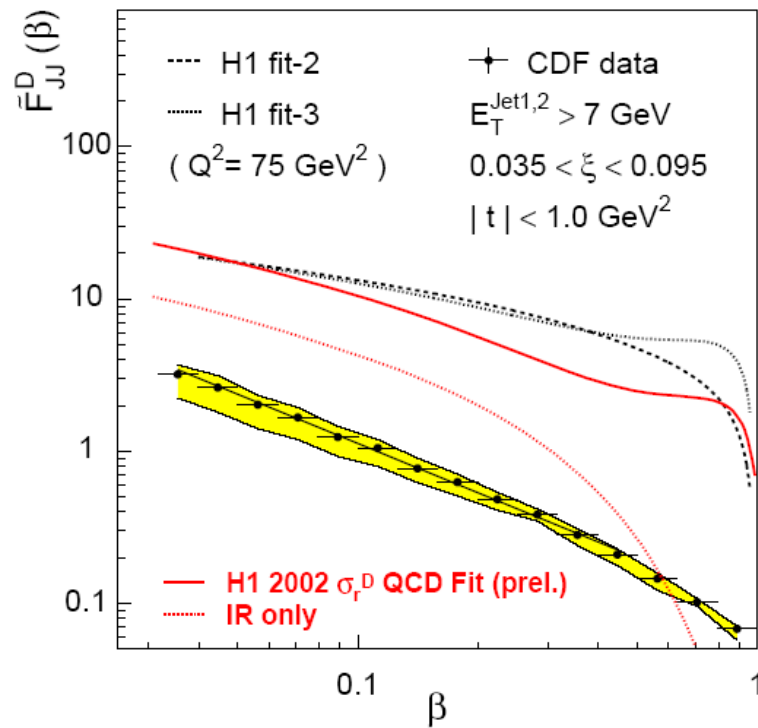 F̃ᴰJJ (β)
H1 fit-2
H1 fit-3
( Q²= 75 GeV² )
CDF data
E_T^Jet1,2 > 7 GeV
0.035 < ξ < 0.095
| t | < 1.0 GeV²
100
10
1
0.1
H1 2002 σ_r^D QCD Fit (prel.)
IR only
0.1
1
β